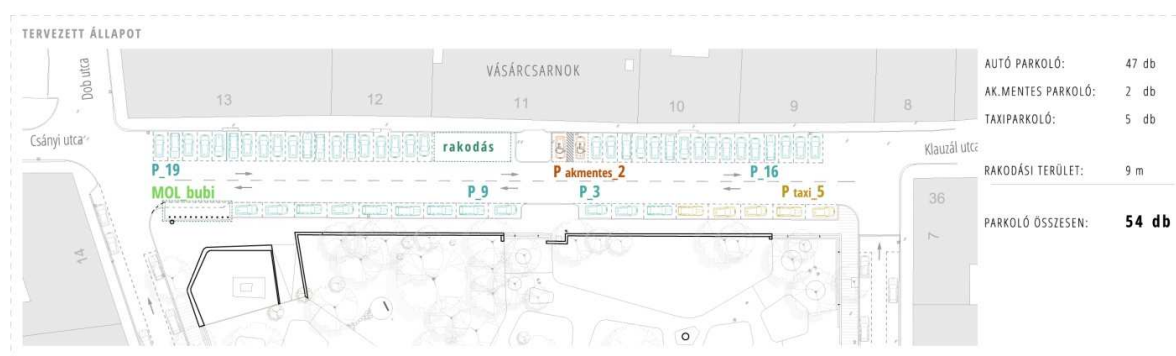 TERVEZETT ÁLLAPOT
Dob utca
Csányi utca
VÁSÁRCSARNOK
13
12
11
10
9
8
rakodás
Klauzál utca
P_19
P akmentes_2
P_16
MOL bubi
P_9
P_3
P taxi_5
36
7
14
AUTÓ PARKOLÓ: 47 db
AK.MENTES PARKOLÓ: 2 db
TAXIPARKOLÓ: 5 db
RAKODÁSI TERÜLET: 9 m
PARKOLÓ ÖSSZESEN: 54 db